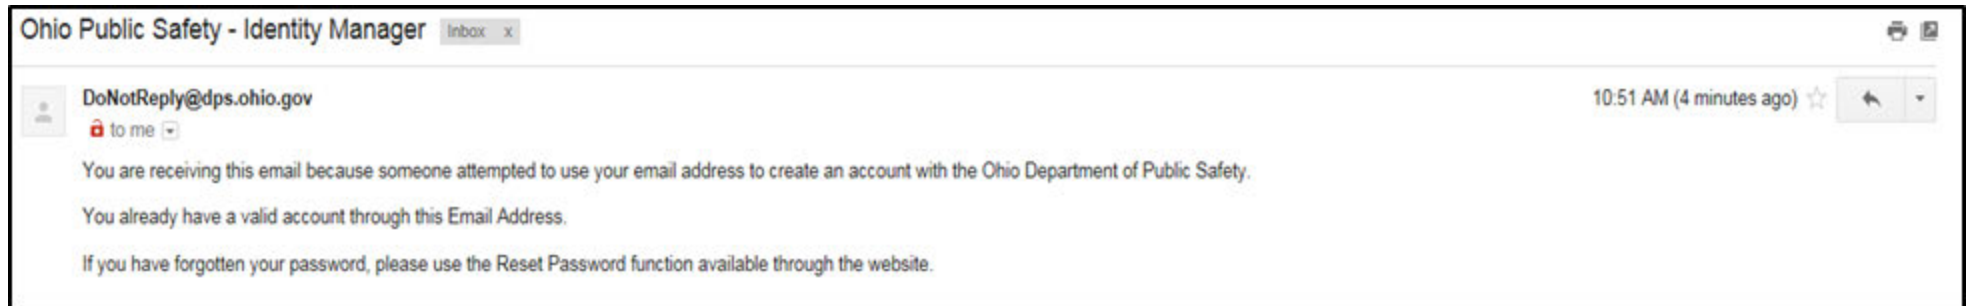 Ohio Public Safety - Identity Manager Inbox x
DoNotReply@dps.ohio.gov 10:51 AM (4 minutes ago)
to me
You are receiving this email because someone attempted to use your email address to create an account with the Ohio Department of Public Safety.
You already have a valid account through this Email Address.
If you have forgotten your password, please use the Reset Password function available through the website.